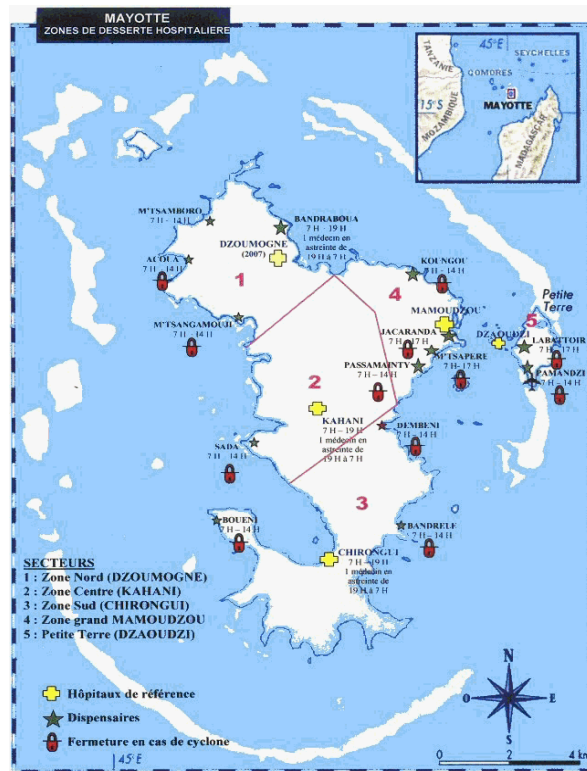 MAYOTTE
ZONES DE DESSERTE HOSPITALIERE
45°E
TANZANIE
SEYCHELLES
COMORES
15°S
MAYOTTE
MOZAMBIQUE
MADAGASCAR
M'TSAMBORO
7 H - 14 H
BANDRABOUA
7 H - 19 H
1 médecin en
astreinte de
19 H à 7 H
DZOUMOGNE
(2007)
ACOUA
7 H - 14 H
1
KOUNGOU
7 H - 14 H
4
Petite
Terre
MAMOUDZOU
5
M'TSANGAMOUJI
7 H - 14 H
JACARANDA
7 H - 17 H
DZAOUDZI
LABATTOIR
7 H - 17 H
M'TSAPERE
7 H - 17 H
PASSAMAINTY
7 H - 14 H
PAMANDZI
7 H - 14 H
2
KAHANI
7 H - 19 H
1 médecin en
astreinte de
19 H à 7 H
DEMBENI
7 H - 14 H
SADA
7 H - 14 H
3
BOUENI
7 H - 14 H
BANDRELE
7 H - 14 H
CHIRONGUI
7 H - 19 H
1 médecin en
astreinte de
19 H à 7 H
SECTEURS
1 : Zone Nord (DZOUMOGNE)
2 : Zone Centre (KAHANI)
3 : Zone Sud (CHIRONGUI)
4 : Zone grand MAMOUDZOU
5 : Petite Terre (DZAOUDZI)
Hôpitaux de référence
Dispensaires
Fermeture en cas de cyclone
N
O
E
S
45°E
0 2 4 km